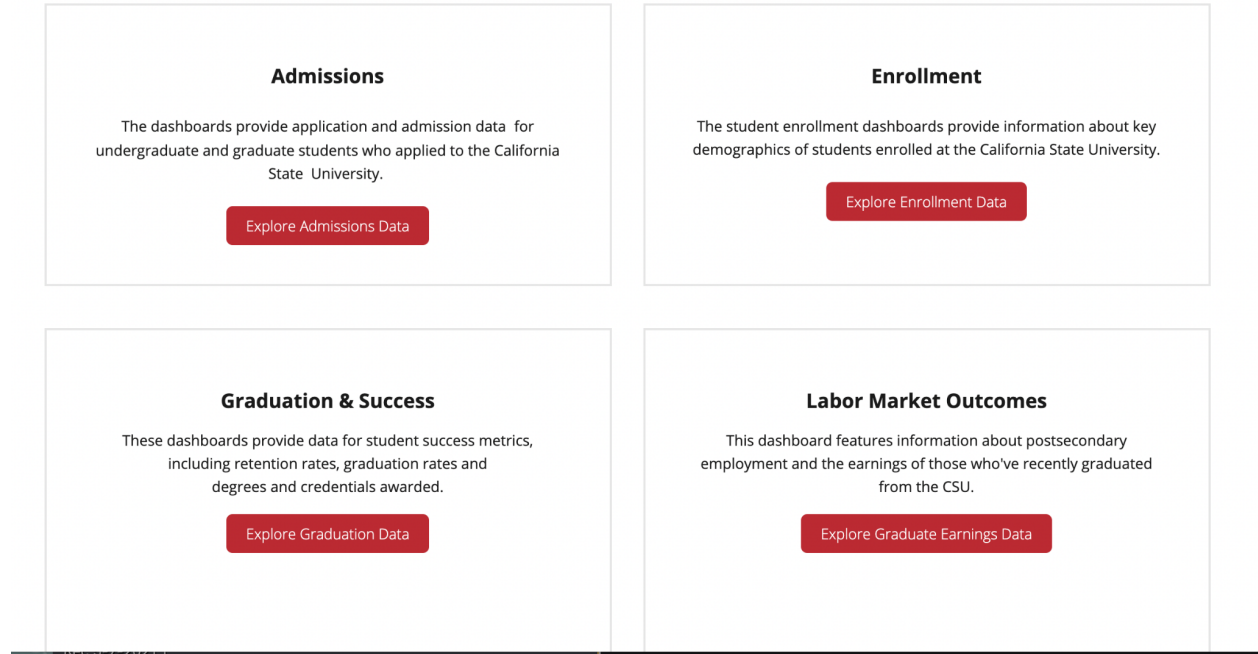 Admissions
The dashboards provide application and admission data for
undergraduate and graduate students who applied to the California
State University.
Explore Admissions Data
Enrollment
The student enrollment dashboards provide information about key
demographics of students enrolled at the California State University.
Explore Enrollment Data
Graduation & Success
These dashboards provide data for student success metrics,
including retention rates, graduation rates and
degrees and credentials awarded.
Explore Graduation Data
Labor Market Outcomes
This dashboard features information about postsecondary
employment and the earnings of those who've recently graduated
from the CSU.
Explore Graduate Earnings Data